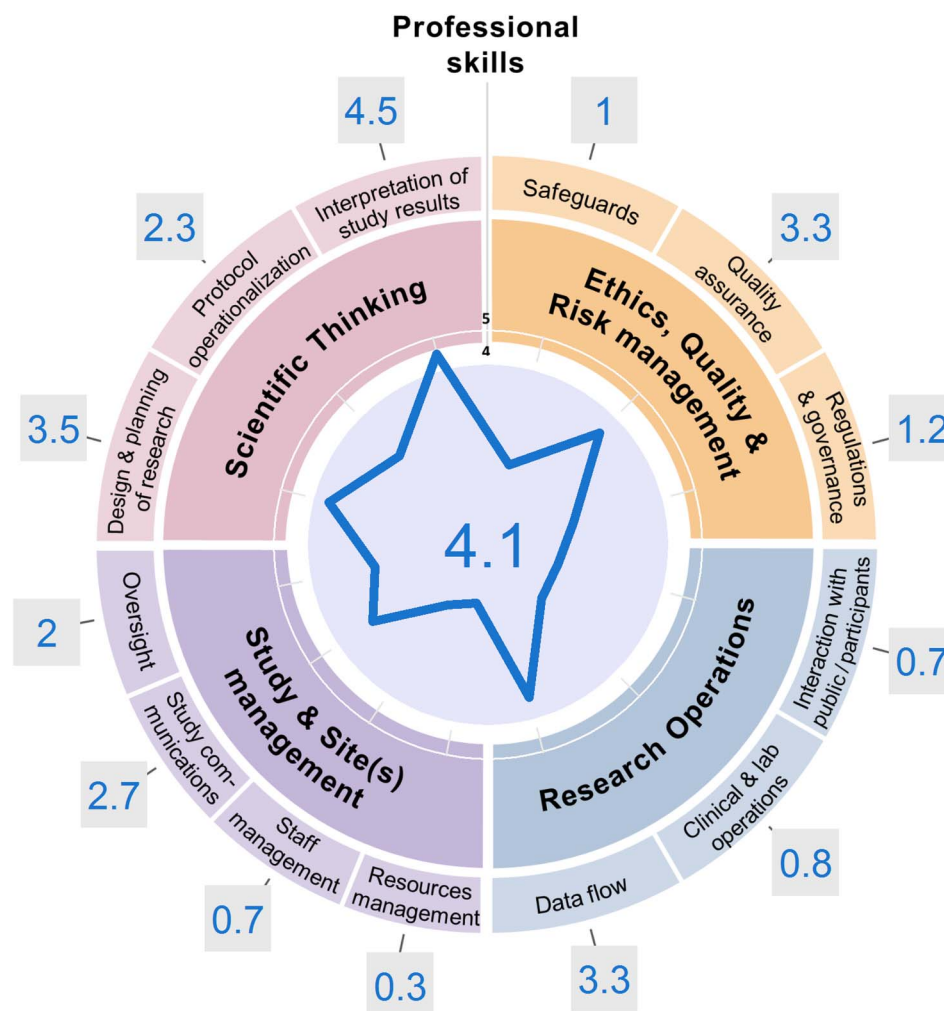 Professional
skills
4.5
1
Interpretation of
study results
Safeguards
2.3
3.3
Protocol
operationalization
Quality
assurance
Scientific Thinking
Ethics, Quality &
Risk management
5
4
3.5
Design & planning
of research
Regulations
& governance
1.2
4.1
2
Oversight
Interaction with
public / participants
0.7
Study & Site(s)
management
Research Operations
Study com-
munications
2.7
Clinical & lab
operations
0.8
Staff
management
0.7
Resources
management
0.3
Data flow
3.3